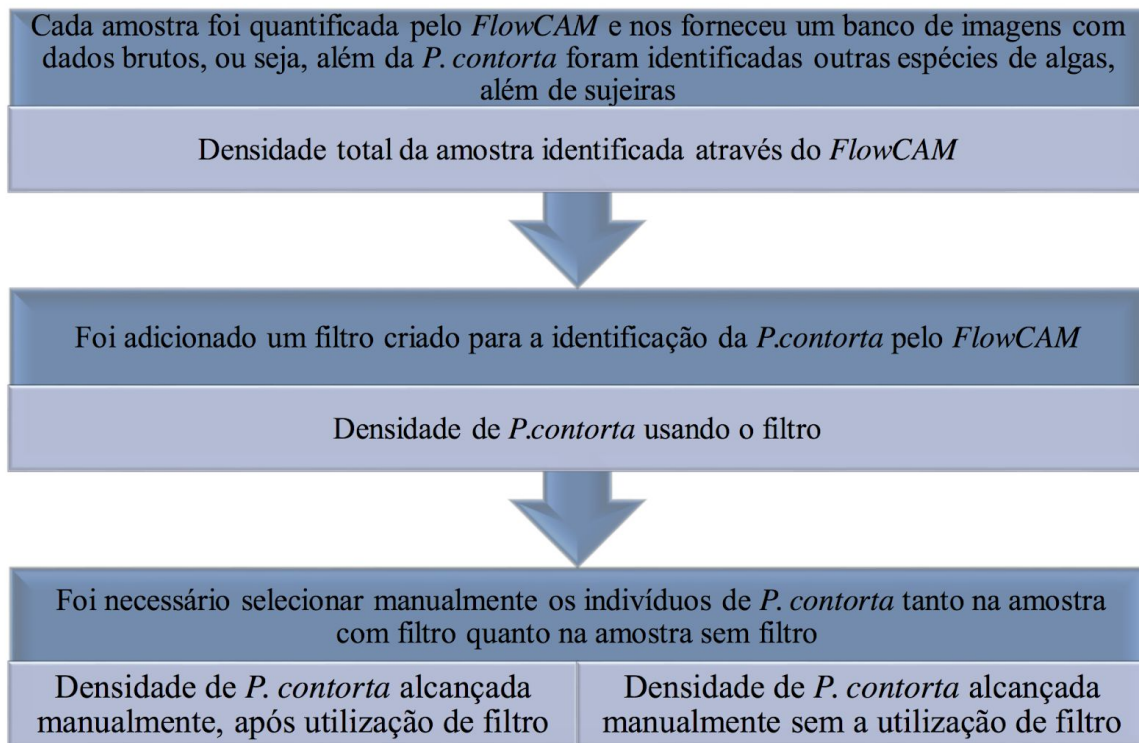 Cada amostra foi quantificada pelo FlowCAM e nos forneceu um banco de imagens com
dados brutos, ou seja, além da P. contorta foram identificadas outras espécies de algas,
além de sujeiras
Densidade total da amostra identificada através do FlowCAM
Foi adicionado um filtro criado para a identificação da P.contorta pelo FlowCAM
Densidade de P.contorta usando o filtro
Foi necessário selecionar manualmente os indivíduos de P. contorta tanto na amostra
com filtro quanto na amostra sem filtro
Densidade de P. contorta alcançada
manualmente, após utilização de filtro
Densidade de P. contorta alcançada
manualmente sem a utilização de filtro